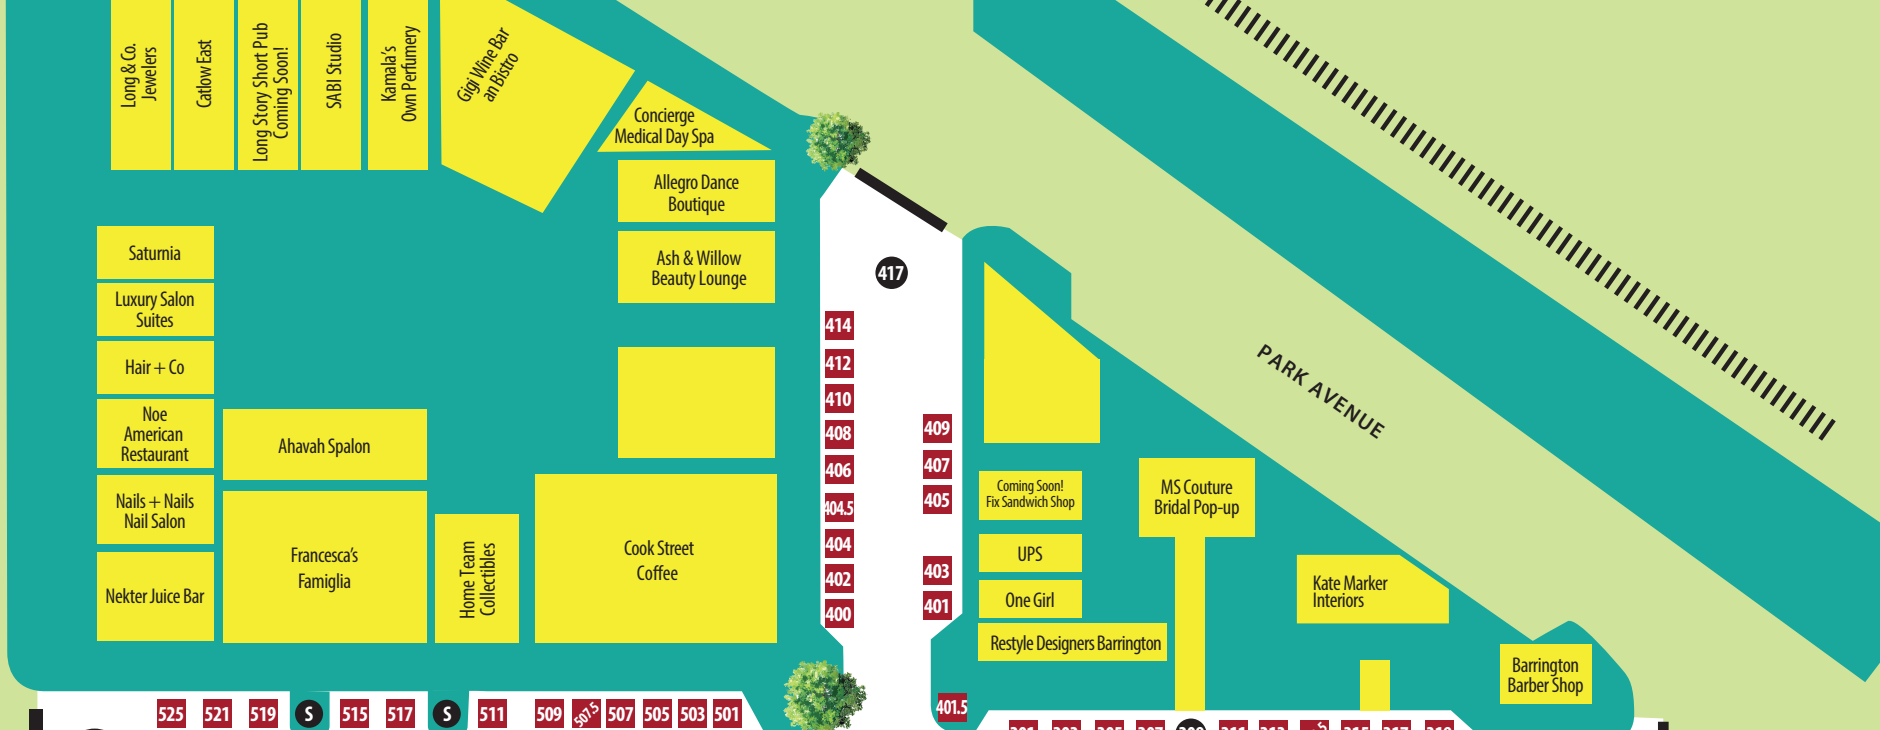 Long & Co.
Jewelers
Catlow East
Long Story Short Pub
Coming Soon!
SABI Studio
Kamala's
Own Perfumery
Gigi Wine Bar
an Bistro
Concierge
Medical Day Spa
Allegro Dance
Boutique
Ash & Willow
Beauty Lounge
Saturnia
Luxury Salon
Suites
Hair + Co
Noe
American
Restaurant
Nails + Nails
Nail Salon
Nekter Juice Bar
Ahavah Spalon
Francesca's
Famiglia
Home Team
Collectibles
Cook Street
Coffee
417
414
412
410
408
406
404.5
404
402
400
409
407
405
403
401
401.5
PARK AVENUE
Coming Soon!
Fix Sandwich Shop
UPS
One Girl
Restyle Designers Barrington
MS Couture
Bridal Pop-up
Kate Marker
Interiors
Barrington
Barber Shop
525
521
519
S
515
517
S
511
509
507.5
507
505
503
501